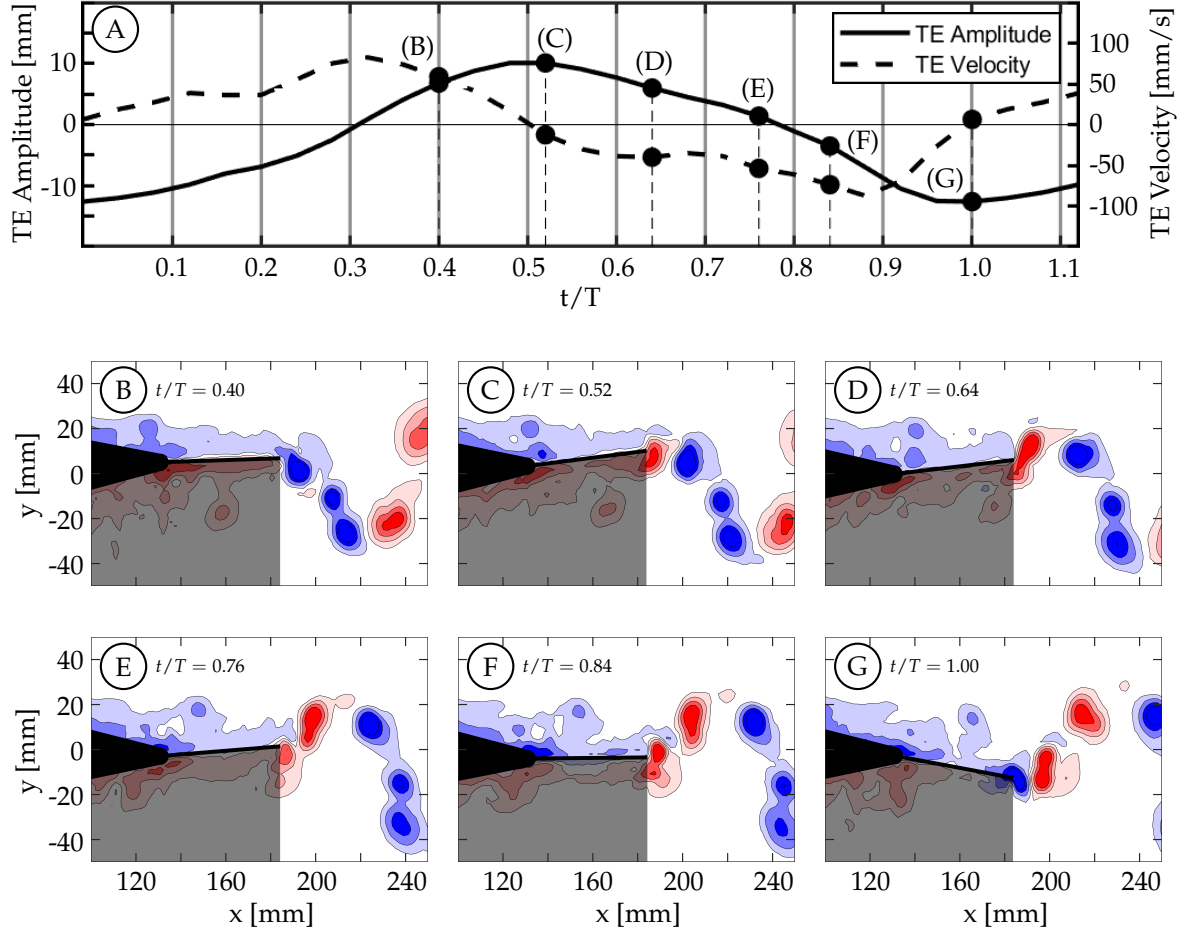 A
TE Amplitude [mm]
10
0
-10
(B)
(C)
(D)
(E)
(F)
(G)
TE Amplitude
TE Velocity
100
50
0
-50
-100
TE Velocity [mm/s]
0.1 0.2 0.3 0.4 0.5 0.6 0.7 0.8 0.9 1.0 1.1
t/T
B t/T = 0.40
C t/T = 0.52
D t/T = 0.64
y [mm]
40
20
0
-20
-40
E t/T = 0.76
F t/T = 0.84
G t/T = 1.00
y [mm]
40
20
0
-20
-40
120 160 200 240
120 160 200 240
120 160 200 240
x [mm]
x [mm]
x [mm]